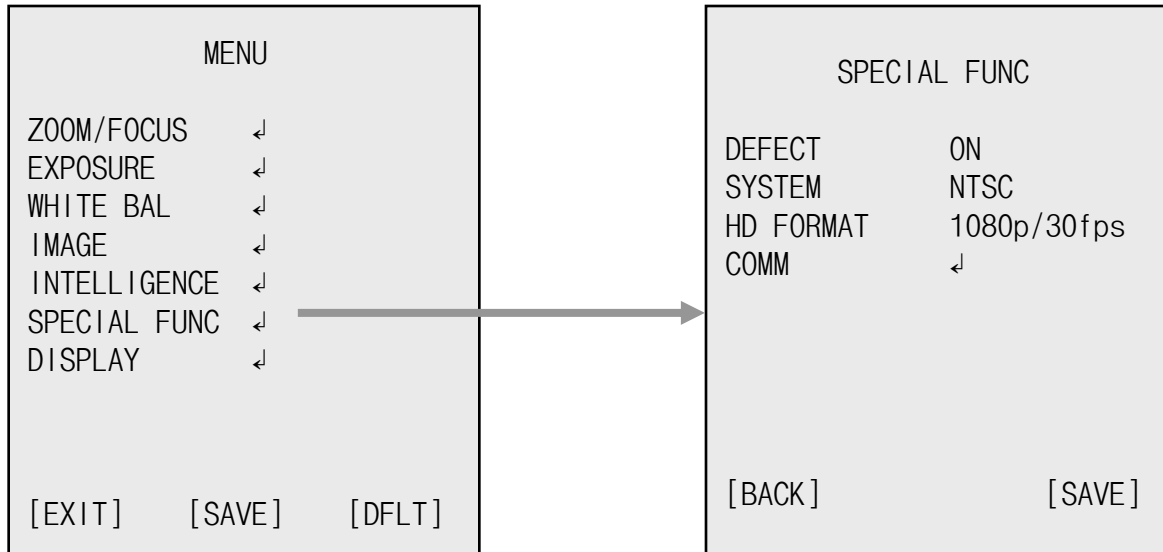 MENU
ZOOM/FOCUS ↲
EXPOSURE ↲
WHITE BAL ↲
IMAGE ↲
INTELLIGENCE ↲
SPECIAL FUNC ↲
DISPLAY ↲
[EXIT] [SAVE] [DFLT]
SPECIAL FUNC
DEFECT ON
SYSTEM NTSC
HD FORMAT 1080p/30fps
COMM ↲
[BACK] [SAVE]